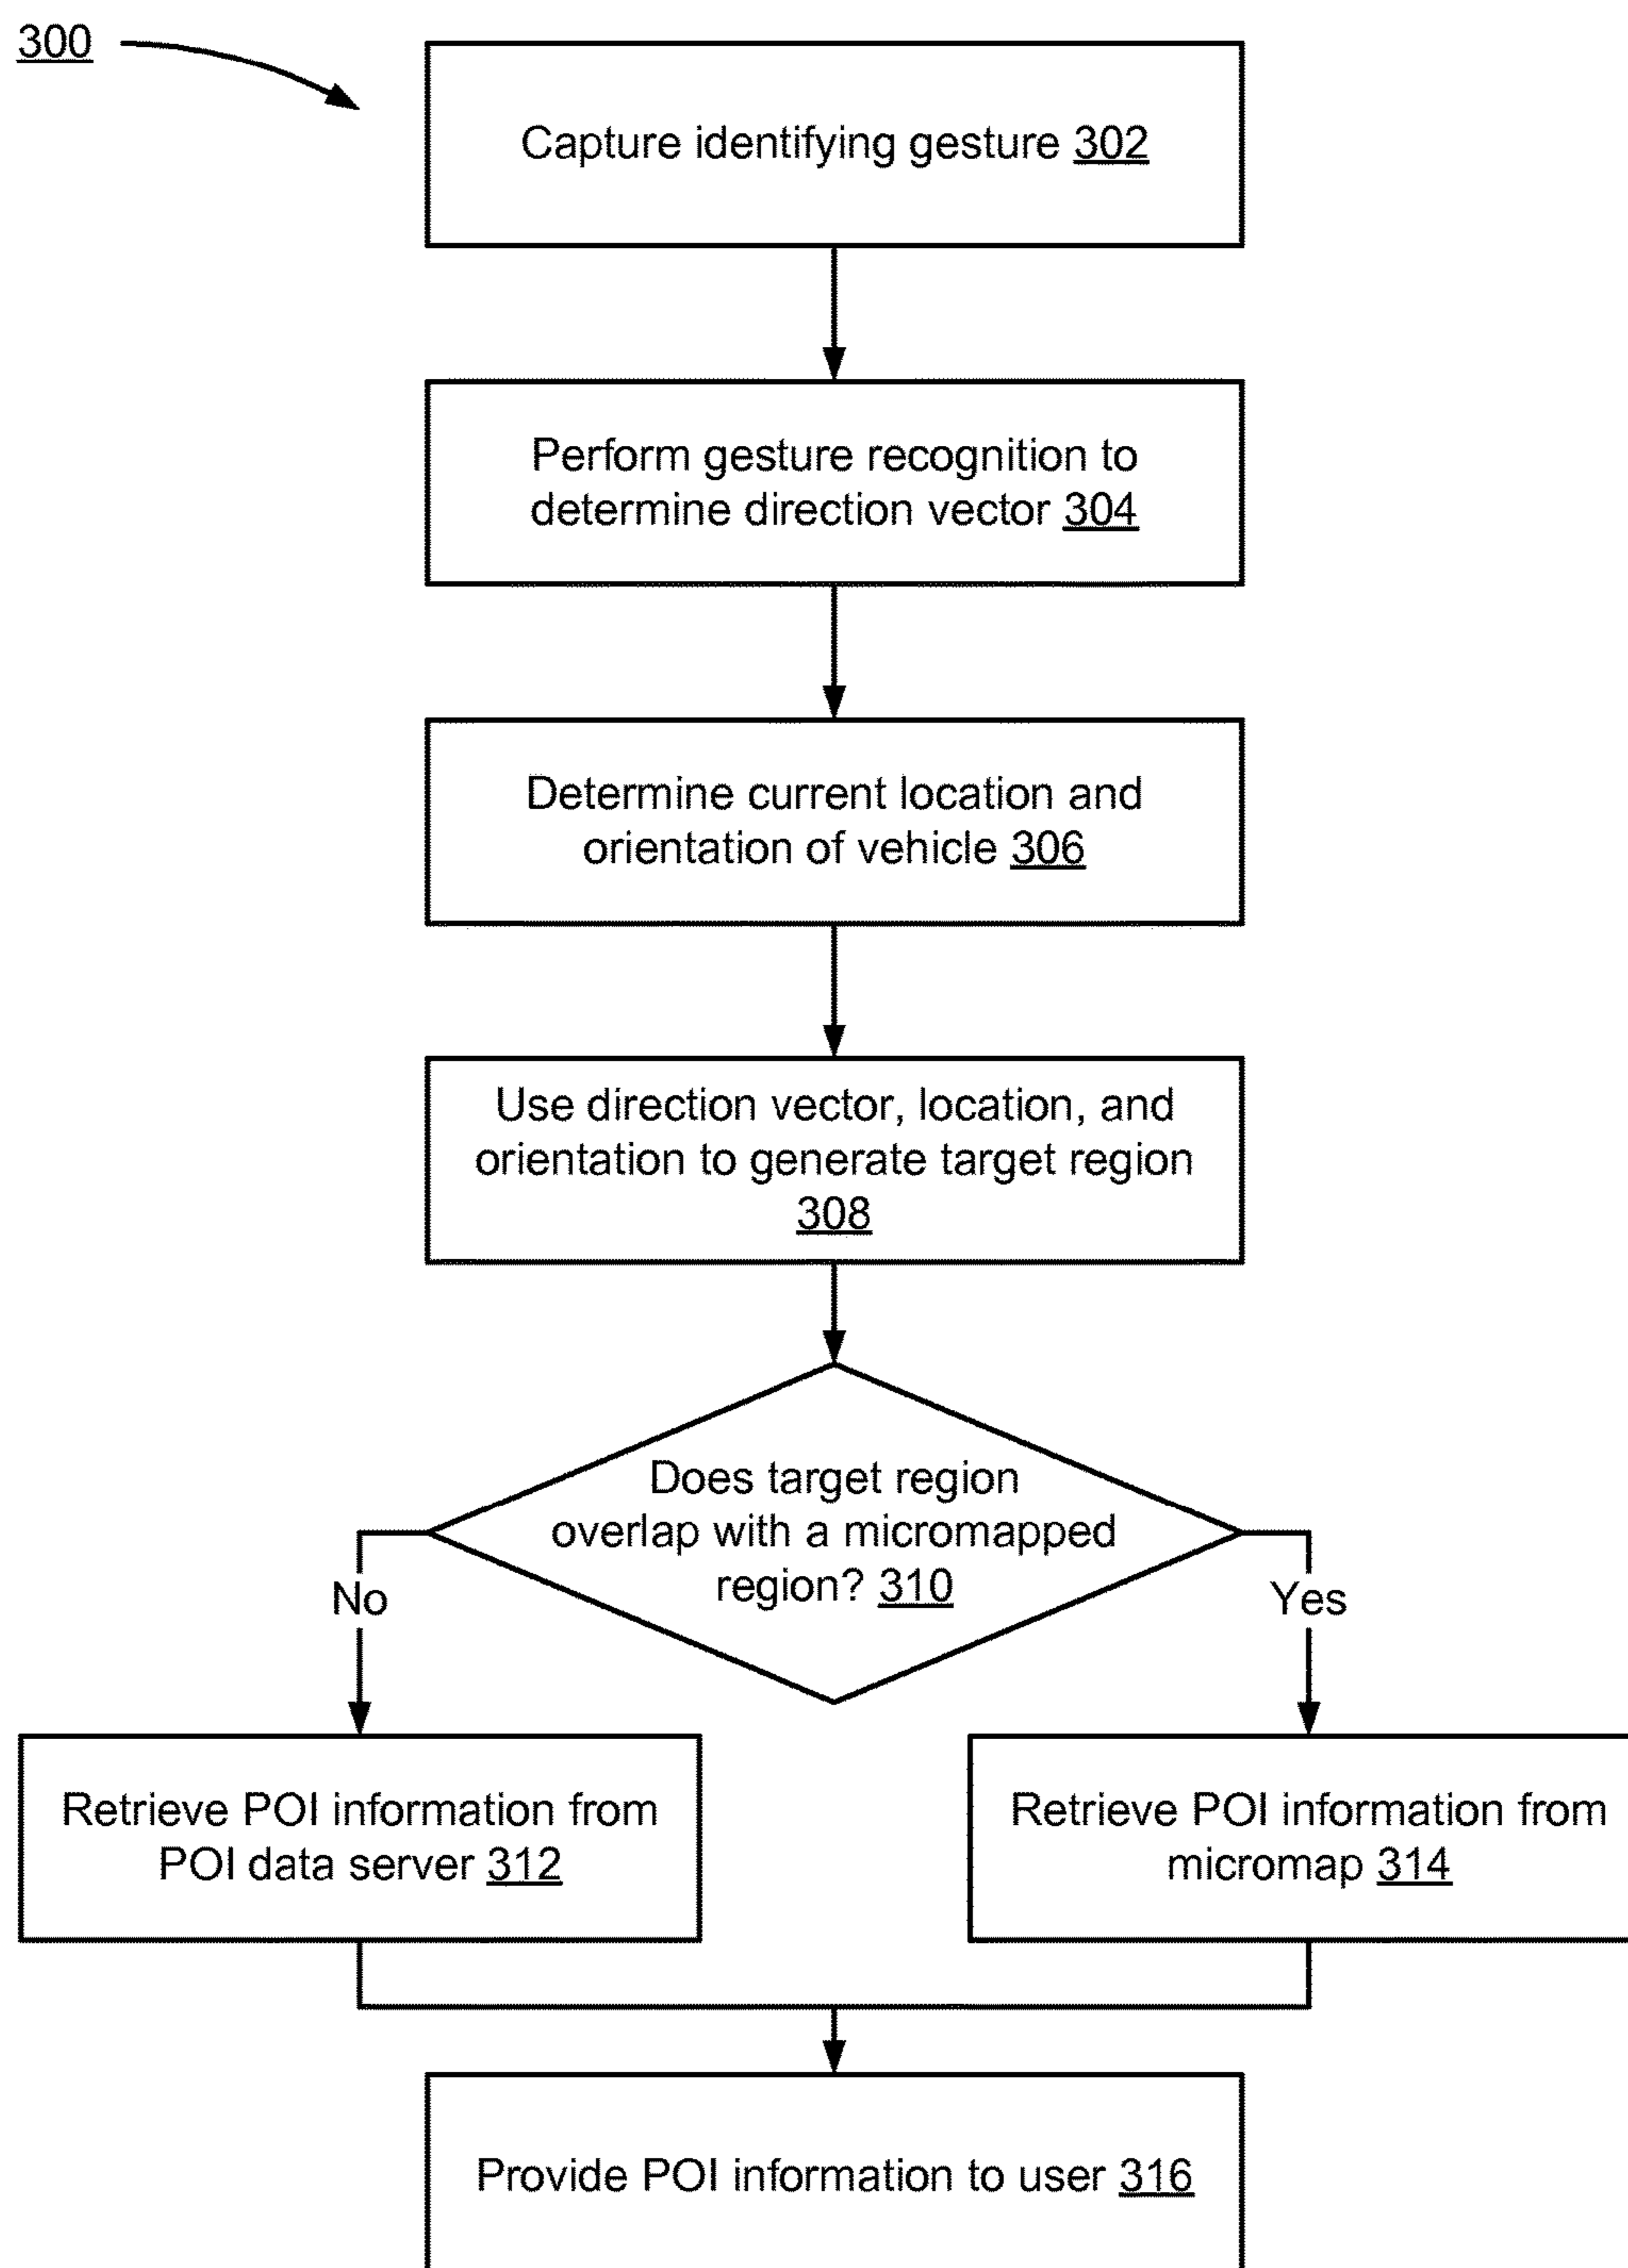 300
Capture identifying gesture 302
Perform gesture recognition to
determine direction vector 304
Determine current location and
orientation of vehicle 306
Use direction vector, location, and
orientation to generate target region
308
Does target region
overlap with a micromapped
region? 310
No
Yes
Retrieve POI information from
POI data server 312
Retrieve POI information from
micromap 314
Provide POI information to user 316